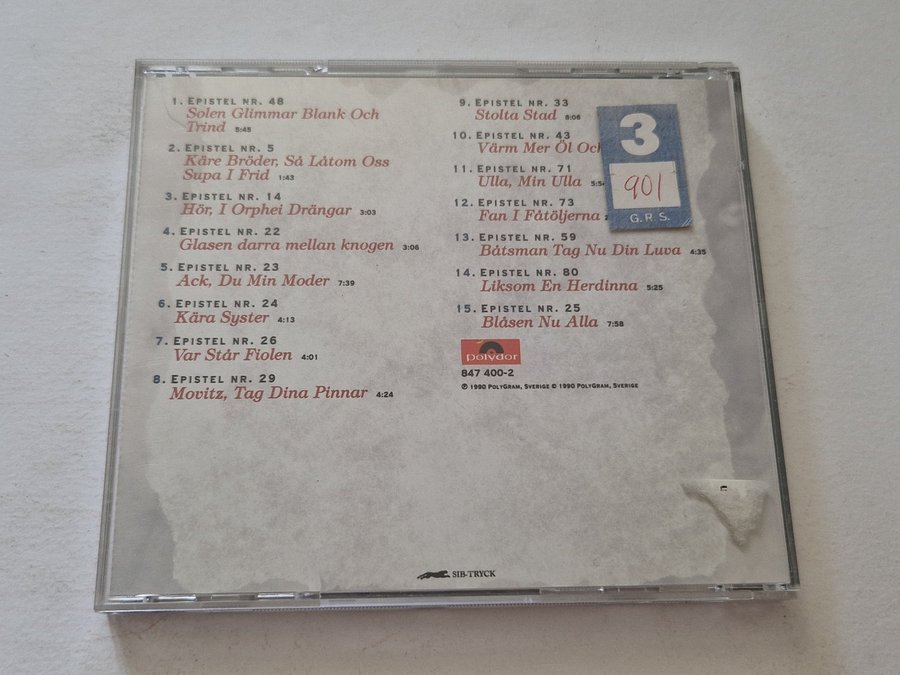 1. EPISTEL NR. 48
Solen Glimmar Blank Och
Trind 5:45
2. EPISTEL NR. 5
Käre Bröder, Så Låtom Oss
Supa I Frid 1:43
3. EPISTEL NR. 14
Hör, I Orphei Drängar 3:03
4. EPISTEL NR. 22
Glasen darra mellan knogen 3:06
5. EPISTEL NR. 23
Ack, Du Min Moder 7:39
6. EPISTEL NR. 24
Kära Syster 4:13
7. EPISTEL NR. 26
Var Står Fiolen 4:01
8. EPISTEL NR. 29
Movitz, Tag Dina Pinnar 4:24
9. EPISTEL NR. 33
Stolta Stad 8:06
10. EPISTEL NR. 43
Värm Mer Öl Och
11. EPISTEL NR. 71
Ulla, Min Ulla 5:54
12. EPISTEL NR. 73
Fan I Fåtöljerna
13. EPISTEL NR. 59
Båtsman Tag Nu Din Luva 4:35
14. EPISTEL NR. 80
Liksom En Herdinna 5:25
15. EPISTEL NR. 25
Blåsen Nu Alla 7:58
3
901
G.R.S.
polydor
847 400-2
℗ 1990 POLYGRAM, SVERIGE © 1990 POLYGRAM, SVERIGE
SIB-TRYCK